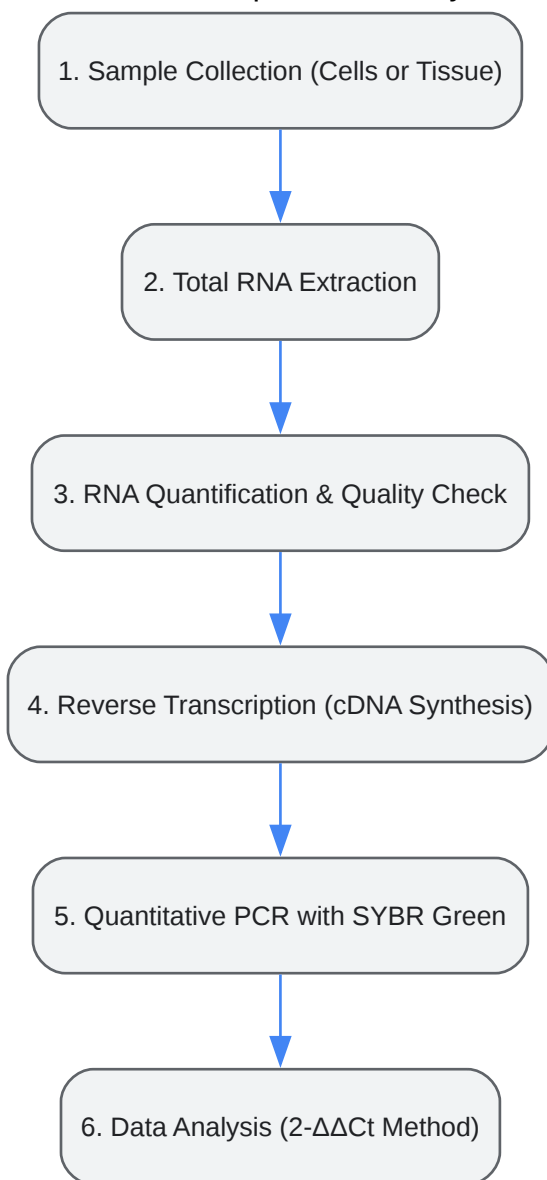 1. Sample Collection (Cells or Tissue)
2. Total RNA Extraction
3. RNA Quantification & Quality Check
4. Reverse Transcription (cDNA Synthesis)
5. Quantitative PCR with SYBR Green
6. Data Analysis (2-ΔΔCt Method)